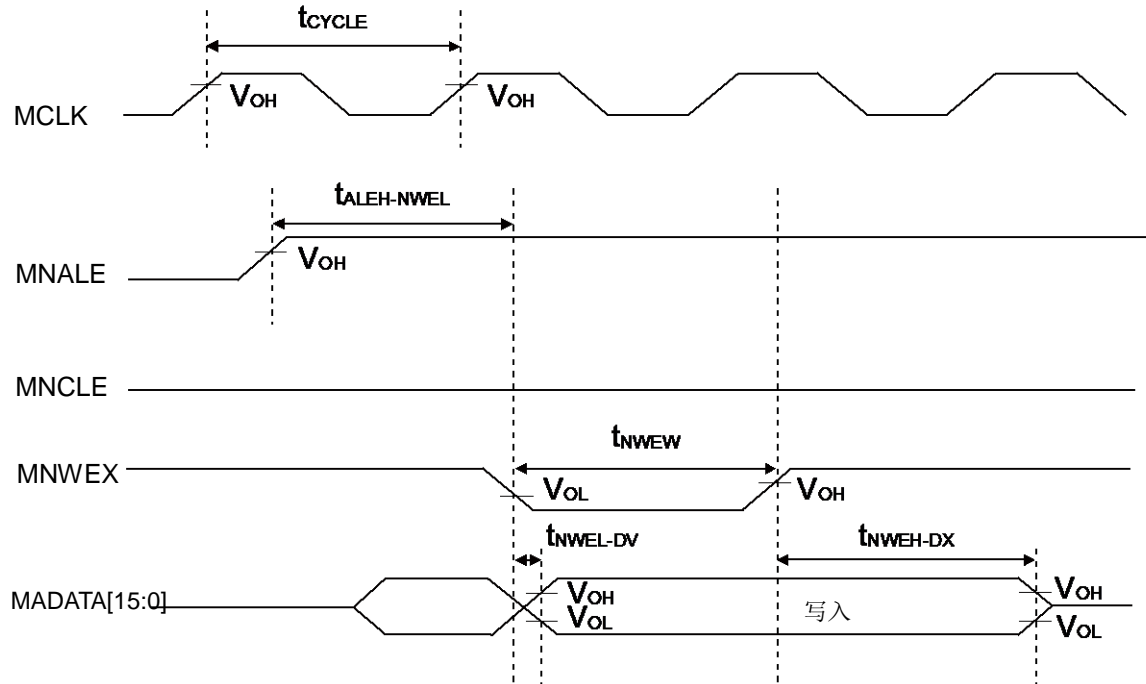 tCYCLE
VOH
VOH
MCLK
tALEH-NWEL
VOH
MNALE
MNCLE
tNWEW
MNWEX
VOL
VOH
tNWEL-DV
tNWEH-DX
VOH
VOH
MADATA[15:0]
写入
VOL
VOL